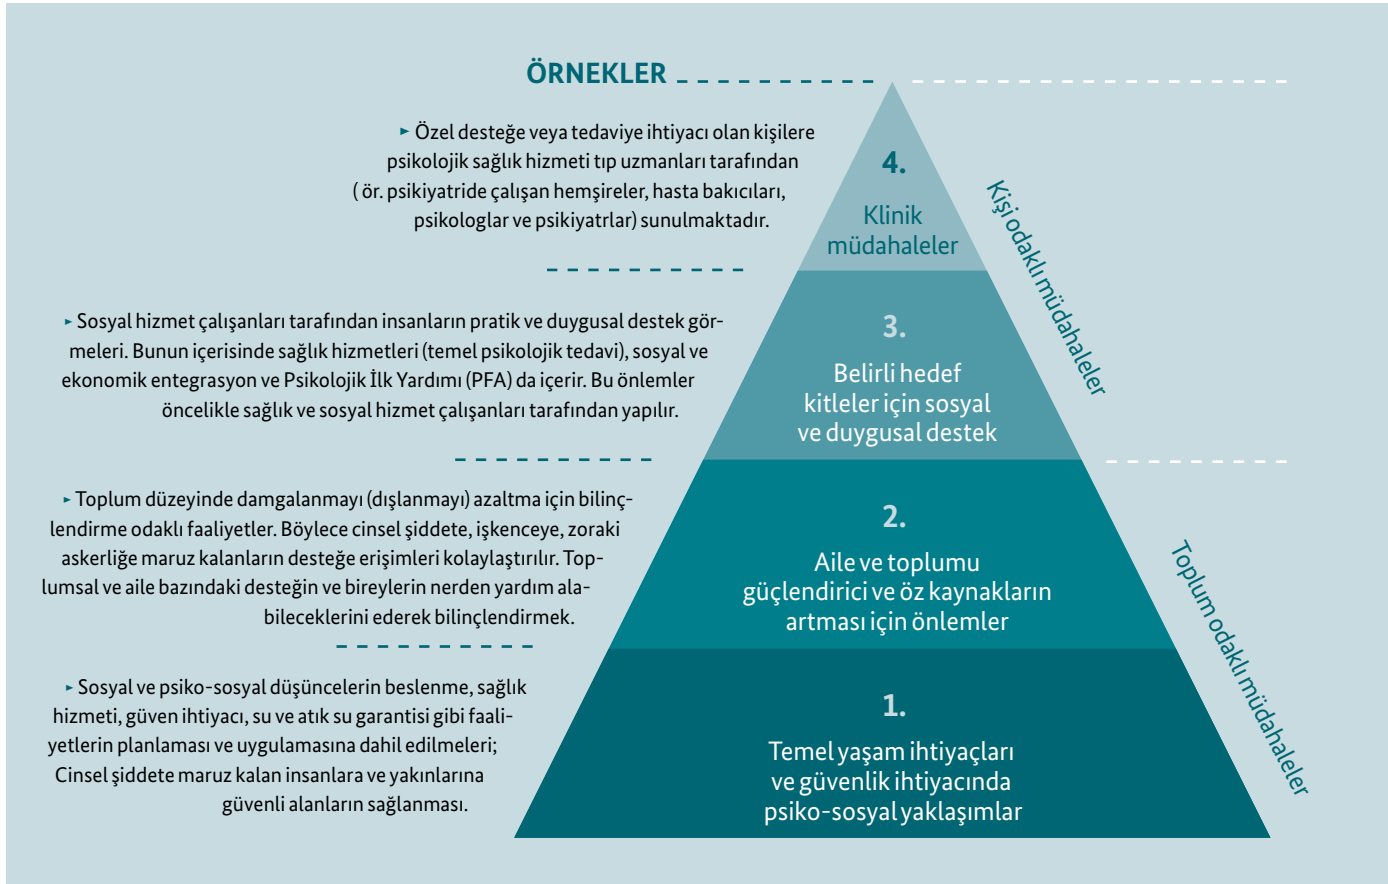 ÖRNEKLER
► Özel desteğe veya tedaviye ihtiyacı olan kişilere
psikolojik sağlık hizmeti tıp uzmanları tarafından
( ör. psikiyatride çalışan hemşireler, hasta bakıcıları,
psikologlar ve psikiyatrlar) sunulmaktadır.
4.
Klinik
müdahaleler
Kişi odaklı müdahaleler
► Sosyal hizmet çalışanları tarafından insanların pratik ve duygusal destek gör-
meleri. Bunun içerisinde sağlık hizmetleri (temel psikolojik tedavi), sosyal ve
ekonomik entegrasyon ve Psikolojik İlk Yardımı (PFA) da içerir. Bu önlemler
öncelikle sağlık ve sosyal hizmet çalışanları tarafından yapılır.
3.
Belirli hedef
kitleler için sosyal
ve duygusal destek
► Toplum düzeyinde damgalanmayı (dışlanmayı) azaltma için bilinç-
lendirme odaklı faaliyetler. Böylece cinsel şiddete, işkenceye, zoraki
askerliğe maruz kalanların desteğe erişimleri kolaylaştırılır. Top-
lumsal ve aile bazındaki desteğin ve bireylerin nerden yardım ala-
bileceklerini ederek bilinçlendirmek.
2.
Aile ve toplumu
güçlendirici ve öz kaynakların
artması için önlemler
Toplum odaklı müdahaleler
► Sosyal ve psiko-sosyal düşüncelerin beslenme, sağlık
hizmeti, güven ihtiyacı, su ve atık su garantisi gibi faali-
yetlerin planlaması ve uygulamasına dahil edilmeleri;
Cinsel şiddete maruz kalan insanlara ve yakınlarına
güvenli alanların sağlanması.
1.
Temel yaşam ihtiyaçları
ve güvenlik ihtiyacında
psiko-sosyal yaklaşımlar